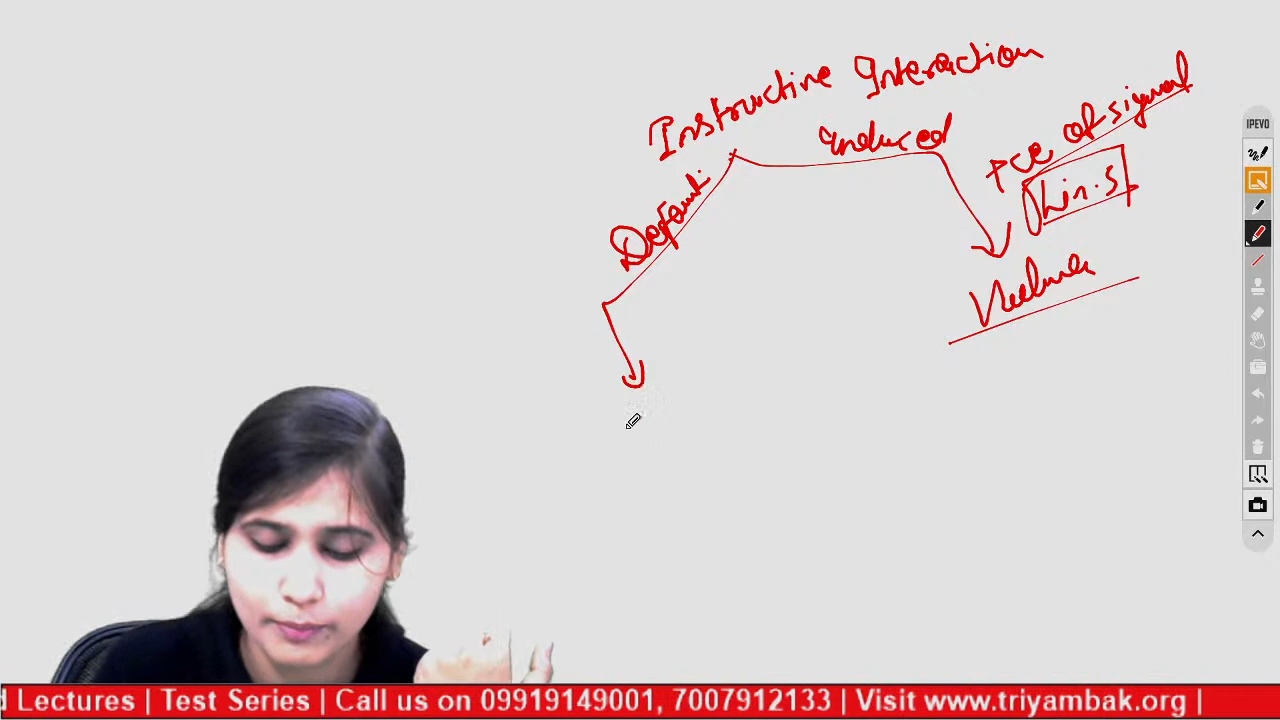 Instructive Interaction
Induced
pce of signal
Lin.S
Default
IPEVO
d Lectures | Test Series | Call us on 09919149001, 7007912133 | Visit www.triyambak.org |